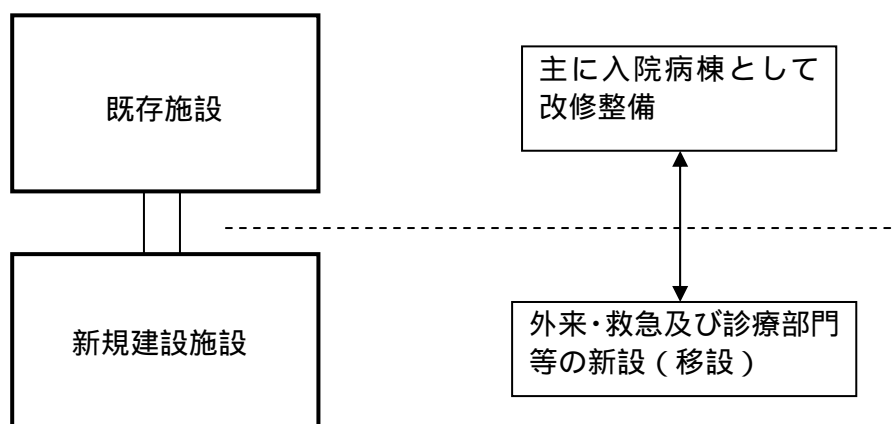 既存施設
主に入院病棟として
改修整備
新規建設施設
外来・救急及び診療部門
等の新設（移設）